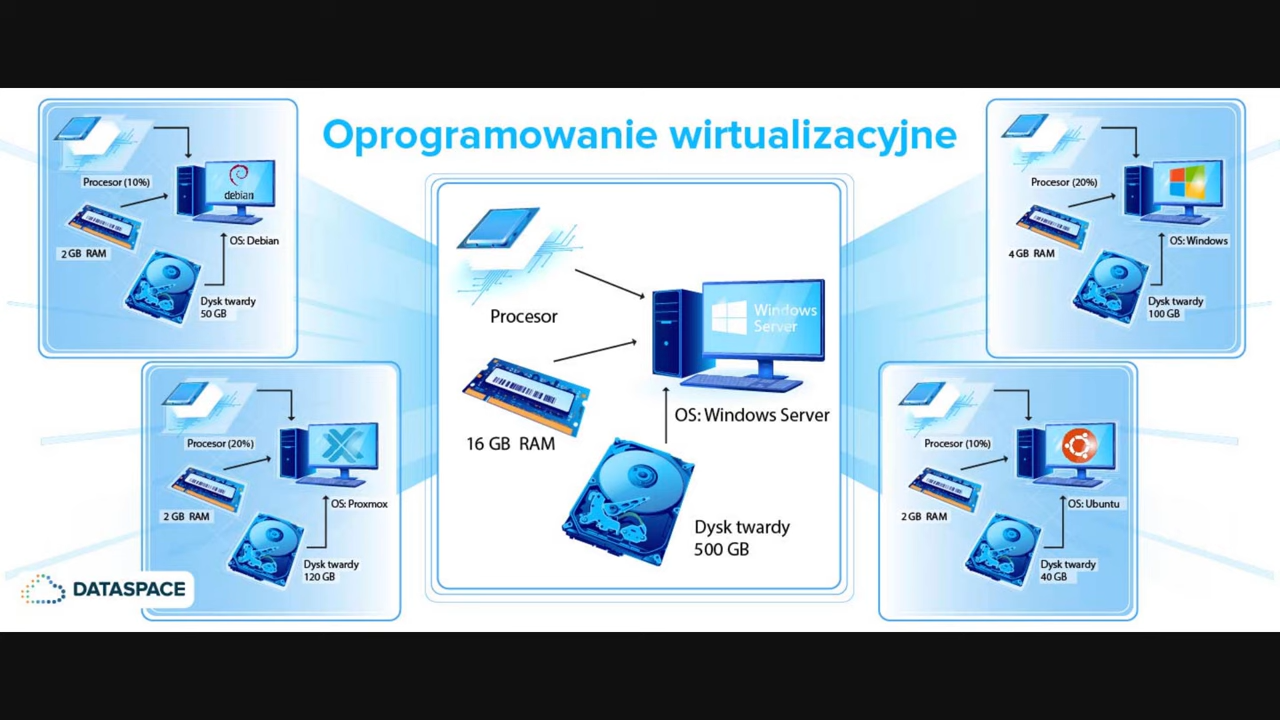 Oprogramowanie wirtualizacyjne
Procesor (10%)
debian
OS: Debian
2 GB RAM
Dysk twardy
50 GB
Procesor (20%)
OS: Proxmox
2 GB RAM
Dysk twardy
120 GB
Procesor
Windows
Server
OS: Windows Server
16 GB RAM
Dysk twardy
500 GB
Procesor (20%)
OS: Windows
4 GB RAM
Dysk twardy
100 GB
Procesor (10%)
OS: Ubuntu
2 GB RAM
Dysk twardy
40 GB
DATASPACE